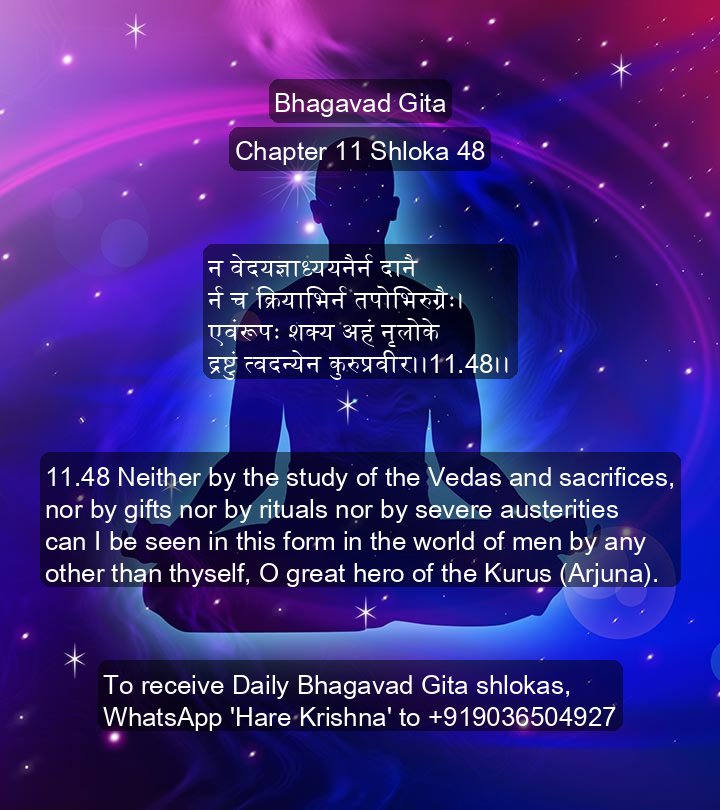 Bhagavad Gita
Chapter 11 Shloka 48
न वेदयज्ञाध्ययनैर्न दानै
र्न च क्रियाभिर्न तपोभिरुग्रैः।
एवंरूपः शक्य अहं नृलोके
द्रष्टुं त्वदन्येन कुरुप्रवीर।।11.48।।
11.48 Neither by the study of the Vedas and sacrifices,
nor by gifts nor by rituals nor by severe austerities
can I be seen in this form in the world of men by any
other than thyself, O great hero of the Kurus (Arjuna).
To receive Daily Bhagavad Gita shlokas,
WhatsApp 'Hare Krishna' to +919036504927